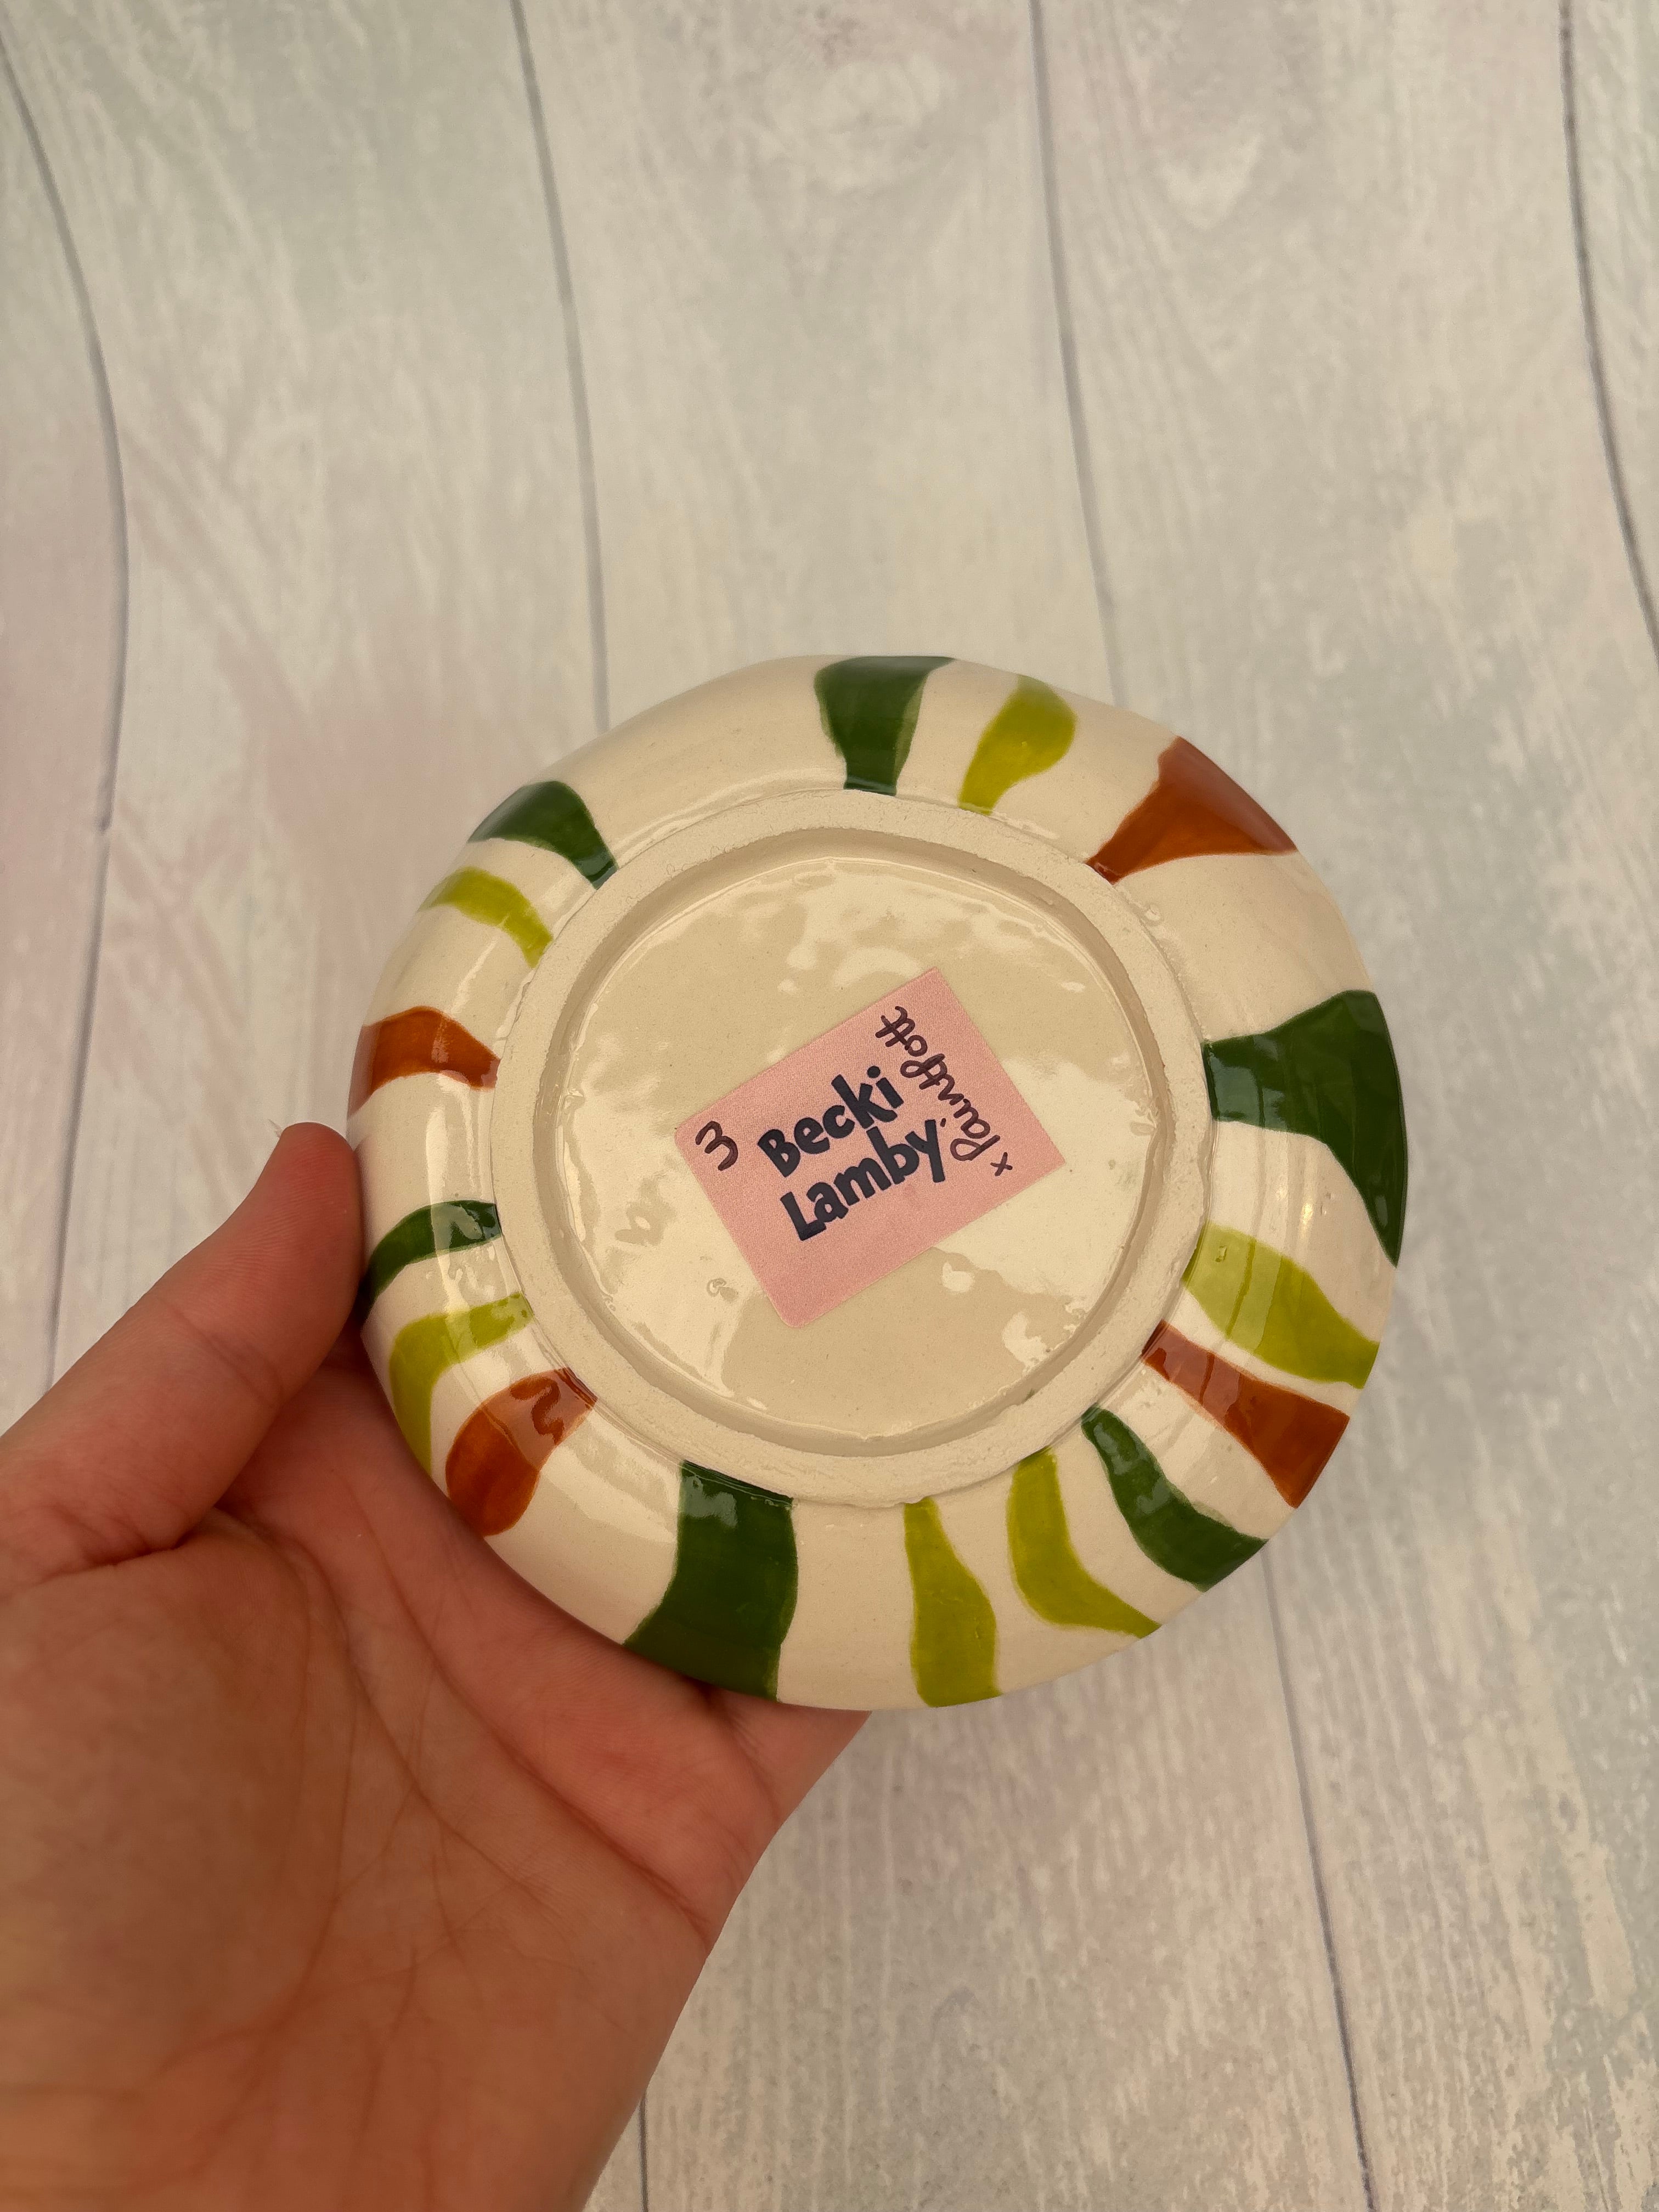 3
Becki
Lamby
x PaintPott